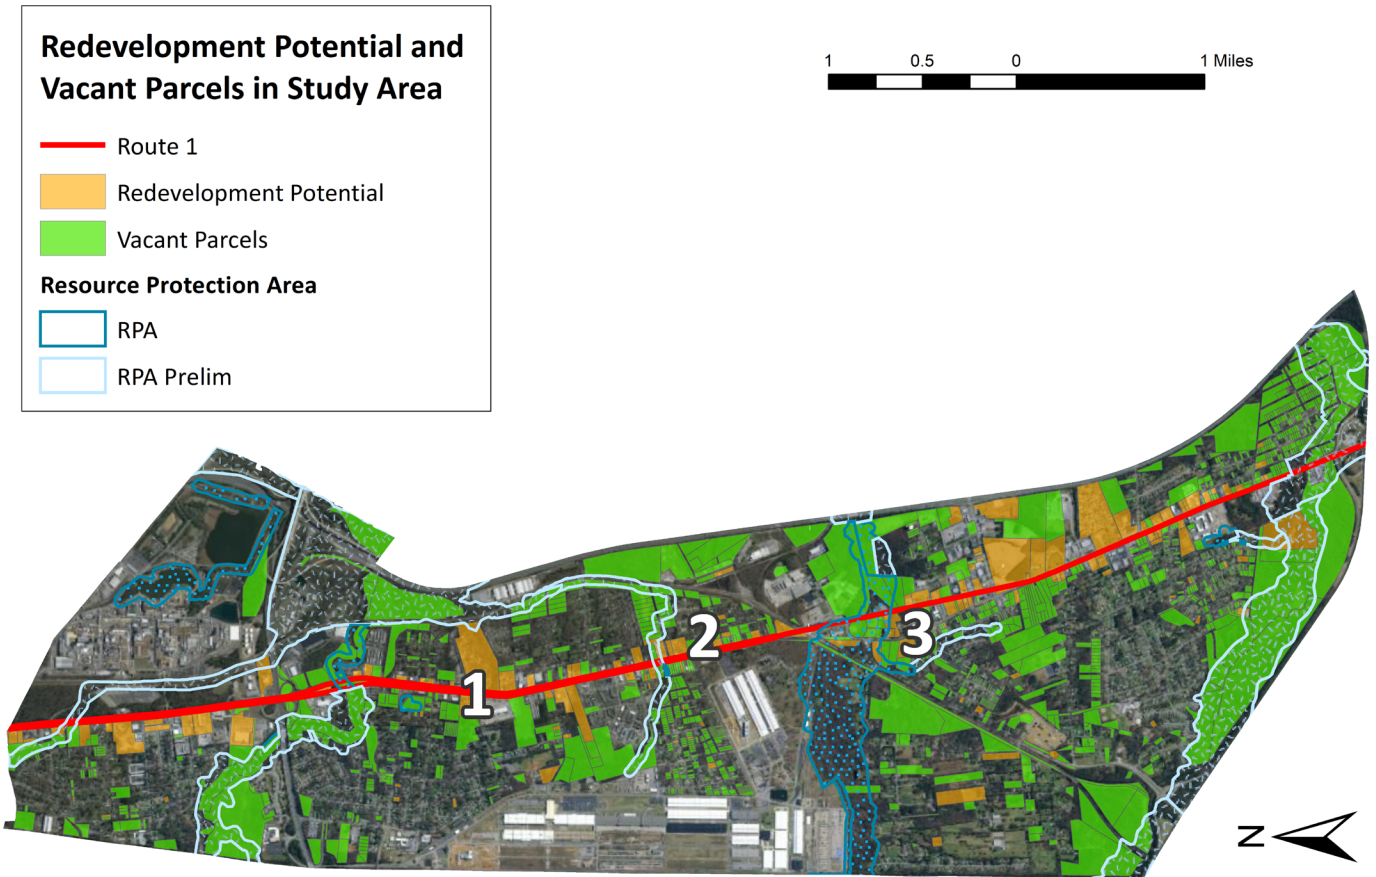 Redevelopment Potential and
Vacant Parcels in Study Area
Route 1
Redevelopment Potential
Vacant Parcels
Resource Protection Area
RPA
RPA Prelim
1 0.5 0 1 Miles
1
2
3
N